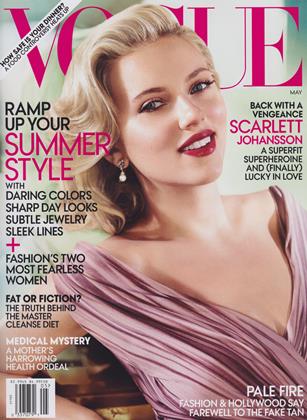 HOW SAFE IS YOUR DINNER?
A FOOD CONTROVERSY HEATS UP
VOGUE
MAY
RAMP
UP YOUR
SUMMER
STYLE
WITH
DARING COLORS
SHARP DAY LOOKS
SUBTLE JEWELRY
SLEEK LINES
+
FASHION'S TWO
MOST FEARLESS
WOMEN
FAT OR FICTION?
THE TRUTH BEHIND
THE MASTER
CLEANSE DIET
MEDICAL MYSTERY
A MOTHER'S
HARROWING
HEALTH ORDEAL
BACK WITH A
VENGEANCE
SCARLETT
JOHANSSON
A SUPERFIT
SUPERHEROINE
AND (FINALLY)
LUCKY IN LOVE
PALE FIRE
FASHION & HOLLYWOOD SAY
FAREWELL TO THE FAKE TAN